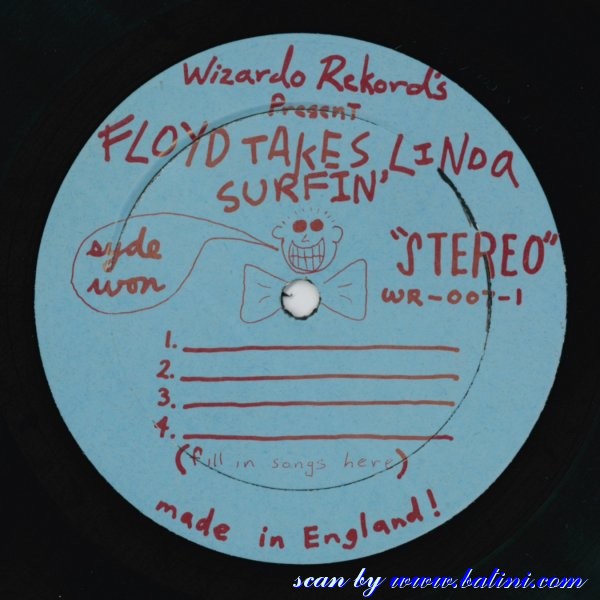 Wizardo Rekord's
Present
FLOYD TAKES LINDA
SURFIN'
syde
won
"STEREO"
WR-007-1
1.
2.
3.
4.
(fill in songs here)
made in England!
scan by www.batini.com